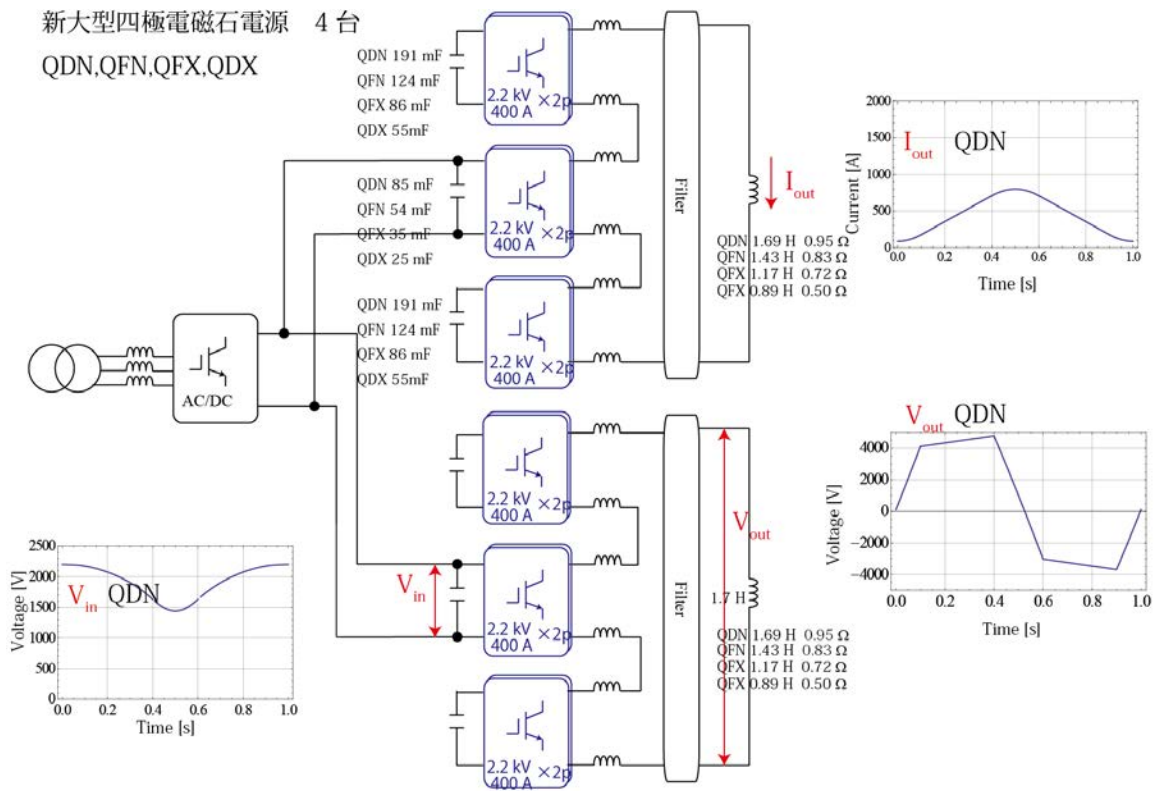 新大型四極電磁石電源 4台
QDN,QFN,QFX,QDX
QDN 191 mF
QFN 124 mF
QFX 86 mF
QDX 55mF
2.2 kV ×2p
400 A
QDN 85 mF
QFN 54 mF
QFX 35 mF
QDX 25 mF
2.2 kV ×2p
400 A
QDN 191 mF
QFN 124 mF
QFX 86 mF
QDX 55mF
2.2 kV ×2p
400 A
AC/DC
Filter
I out
QDN 1.69 H 0.95 Ω
QFN 1.43 H 0.83 Ω
QFX 1.17 H 0.72 Ω
QFX 0.89 H 0.50 Ω
I out QDN
Current [A]
2000
1500
1000
500
0
0.0 0.2 0.4 0.6 0.8 1.0
Time [s]
2.2 kV ×2p
400 A
V in
2.2 kV ×2p
400 A
2.2 kV ×2p
400 A
Filter
V out
1.7 H
QDN 1.69 H 0.95 Ω
QFN 1.43 H 0.83 Ω
QFX 1.17 H 0.72 Ω
QFX 0.89 H 0.50 Ω
V out QDN
Voltage [V]
4000
2000
0
−2000
−4000
0.0 0.2 0.4 0.6 0.8 1.0
Time [s]
V in QDN
Voltage [V]
2500
2000
1500
1000
500
0
0.0 0.2 0.4 0.6 0.8 1.0
Time [s]